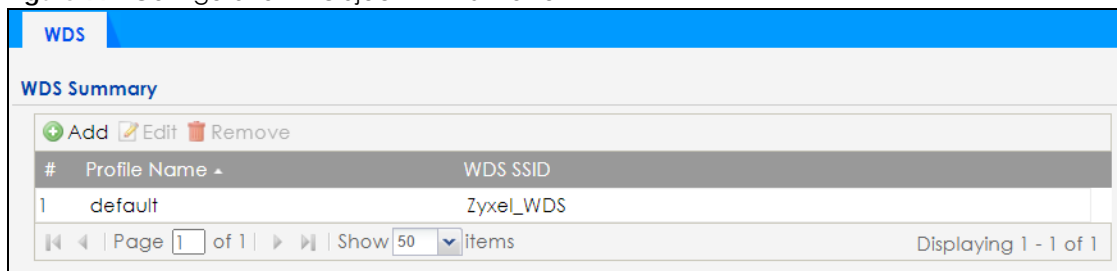 WDS
WDS Summary
Add Edit Remove
# Profile Name WDS SSID
1 default Zyxel_WDS
Page 1 of 1 Show 50 items Displaying 1 - 1 of 1